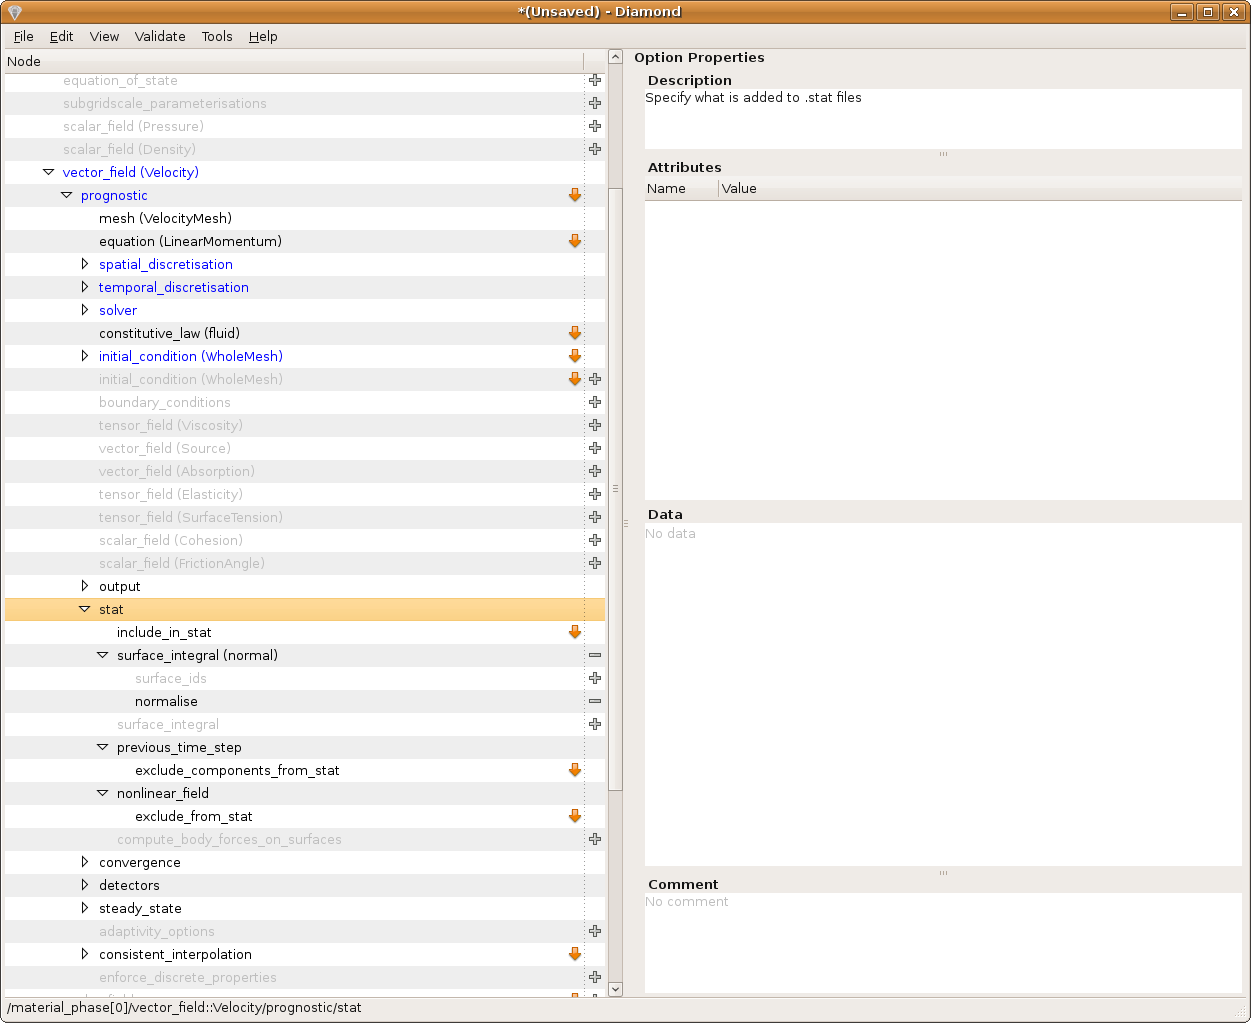 *(Unsaved) - Diamond
File Edit View Validate Tools Help
Node
equation_of_state
subgridscale_parameterisations
scalar_field (Pressure)
scalar_field (Density)
vector_field (Velocity)
prognostic
mesh (VelocityMesh)
equation (LinearMomentum)
spatial_discretisation
temporal_discretisation
solver
constitutive_law (fluid)
initial_condition (WholeMesh)
initial_condition (WholeMesh)
boundary_conditions
tensor_field (Viscosity)
vector_field (Source)
vector_field (Absorption)
tensor_field (Elasticity)
tensor_field (SurfaceTension)
scalar_field (Cohesion)
scalar_field (FrictionAngle)
output
stat
include_in_stat
surface_integral (normal)
surface_ids
normalise
surface_integral
previous_time_step
exclude_components_from_stat
nonlinear_field
exclude_from_stat
compute_body_forces_on_surfaces
convergence
detectors
steady_state
adaptivity_options
consistent_interpolation
enforce_discrete_properties
Option Properties
Description
Specify what is added to .stat files
Attributes
Name Value
Data
No data
Comment
No comment
/material_phase[0]/vector_field::Velocity/prognostic/stat